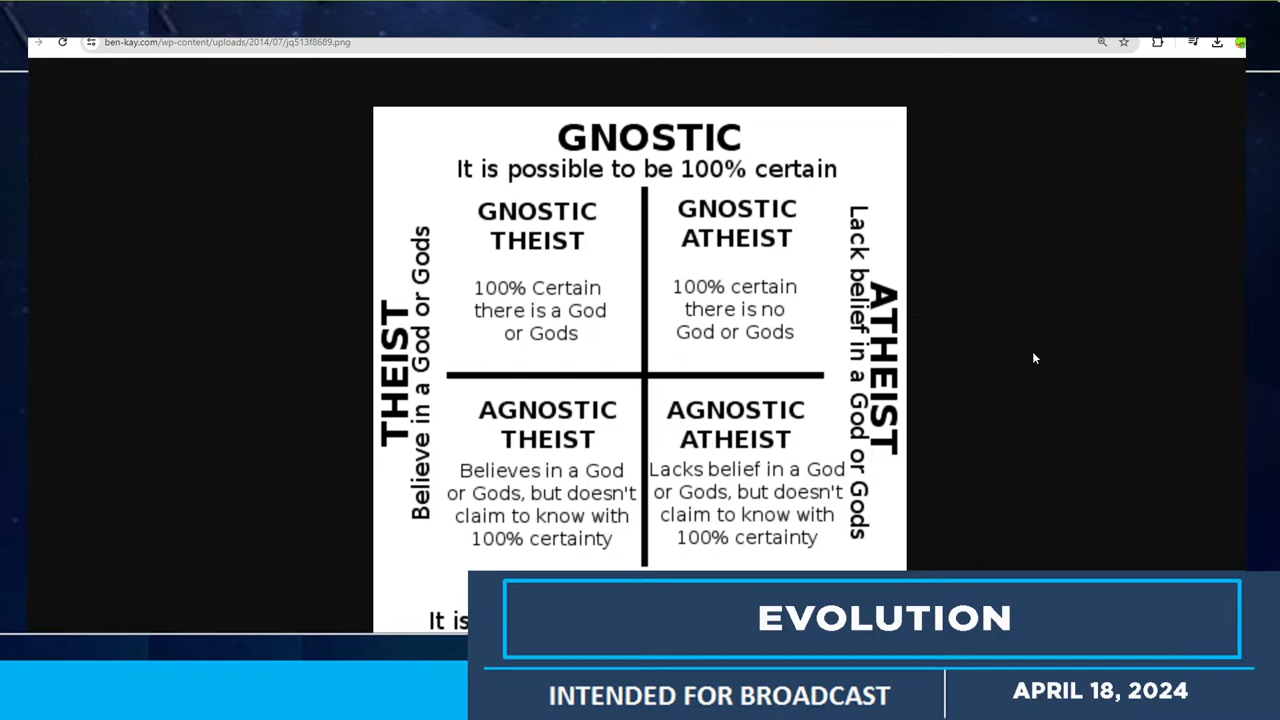 ben-kay.com/wp-content/uploads/2014/07/jq513f8689.png
GNOSTIC
It is possible to be 100% certain
GNOSTIC
THEIST
100% Certain
there is a God
or Gods
GNOSTIC
ATHEIST
100% certain
there is no
God or Gods
THEIST
Believe in a God or Gods
Lack belief in a God or Gods
ATHEIST
AGNOSTIC
THEIST
Believes in a God
or Gods, but doesn't
claim to know with
100% certainty
AGNOSTIC
ATHEIST
Lacks belief in a God
or Gods, but doesn't
claim to know with
100% certainty
It is
EVOLUTION
INTENDED FOR BROADCAST
APRIL 18, 2024